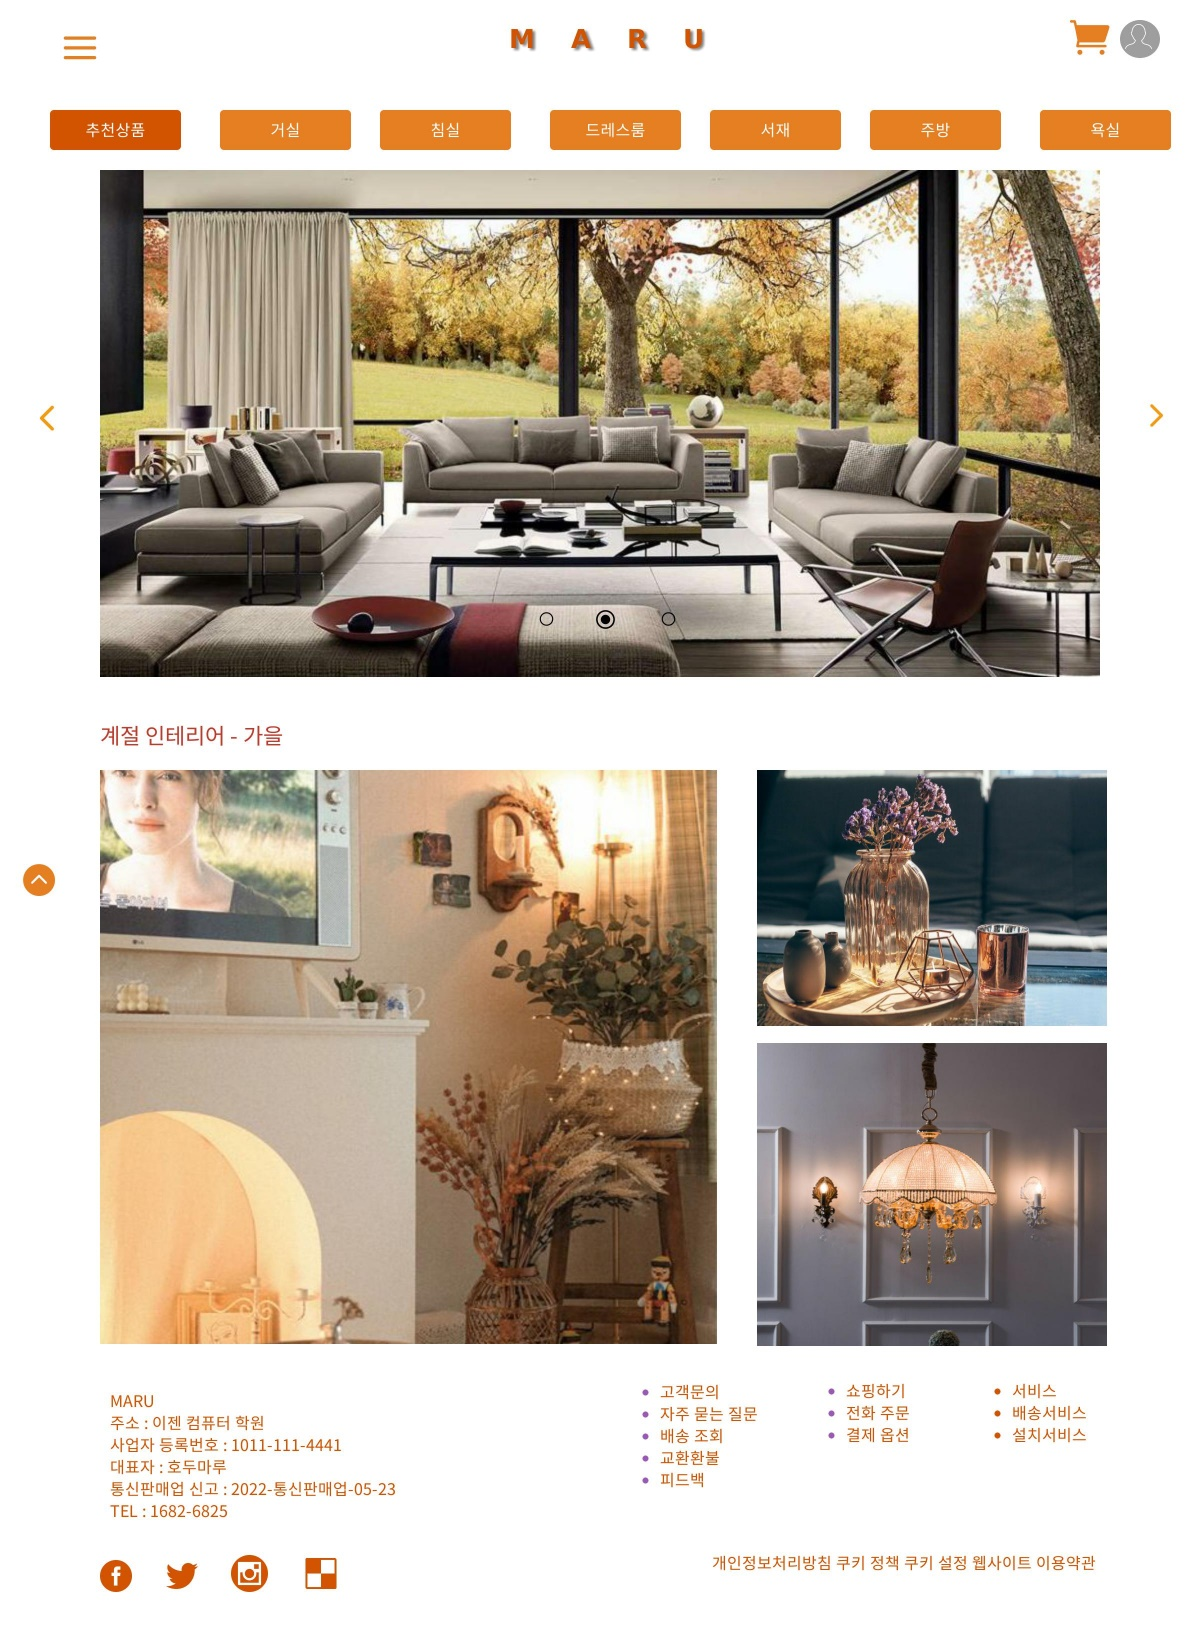 M A R U
추천상품
거실
침실
드레스룸
서재
주방
욕실
계절 인테리어 - 가을
LG
MARU
주소 : 이젠 컴퓨터 학원
사업자 등록번호 : 1011-111-4441
대표자 : 호두마루
통신판매업 신고 : 2022-통신판매업-05-23
TEL : 1682-6825
고객문의
자주 묻는 질문
배송 조회
교환환불
피드백
쇼핑하기
전화 주문
결제 옵션
서비스
배송서비스
설치서비스
개인정보처리방침 쿠키 정책 쿠키 설정 웹사이트 이용약관